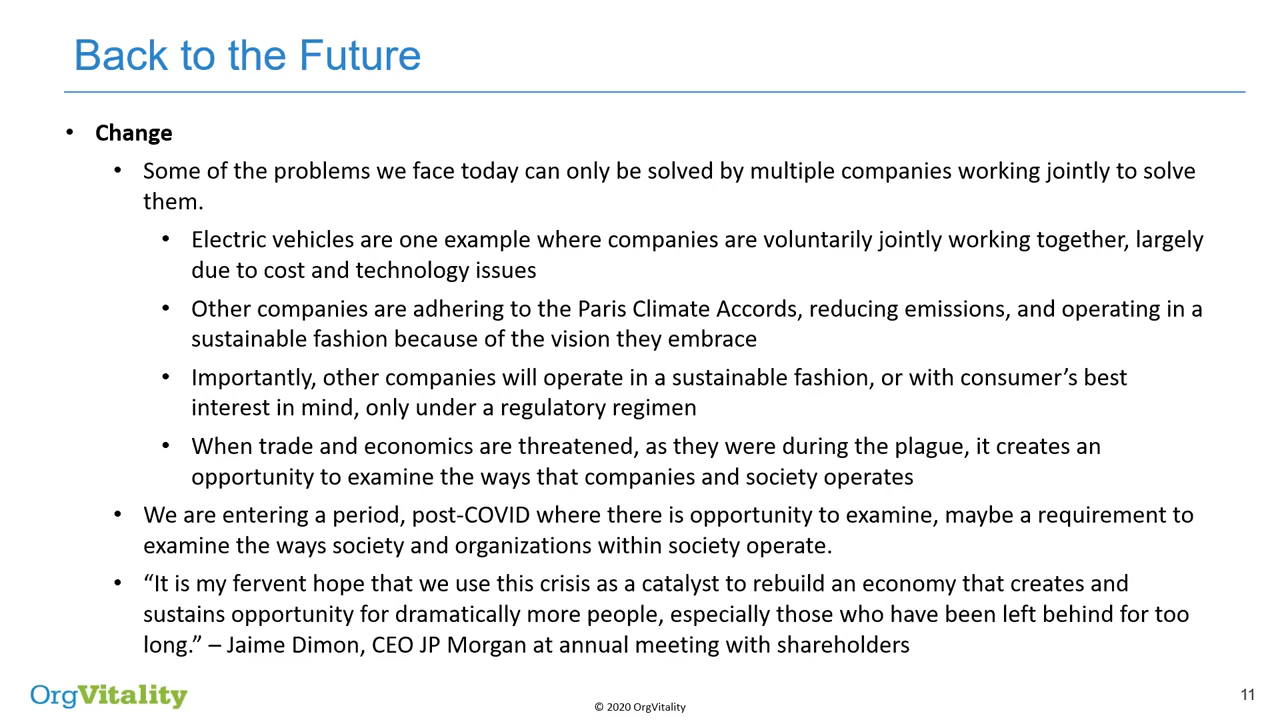 Back to the Future
• Change
• Some of the problems we face today can only be solved by multiple companies working jointly to solve
them.
• Electric vehicles are one example where companies are voluntarily jointly working together, largely
due to cost and technology issues
• Other companies are adhering to the Paris Climate Accords, reducing emissions, and operating in a
sustainable fashion because of the vision they embrace
• Importantly, other companies will operate in a sustainable fashion, or with consumer’s best
interest in mind, only under a regulatory regimen
• When trade and economics are threatened, as they were during the plague, it creates an
opportunity to examine the ways that companies and society operates
• We are entering a period, post-COVID where there is opportunity to examine, maybe a requirement to
examine the ways society and organizations within society operate.
• “It is my fervent hope that we use this crisis as a catalyst to rebuild an economy that creates and
sustains opportunity for dramatically more people, especially those who have been left behind for too
long.” – Jaime Dimon, CEO JP Morgan at annual meeting with shareholders
OrgVitality
© 2020 OrgVitality
11